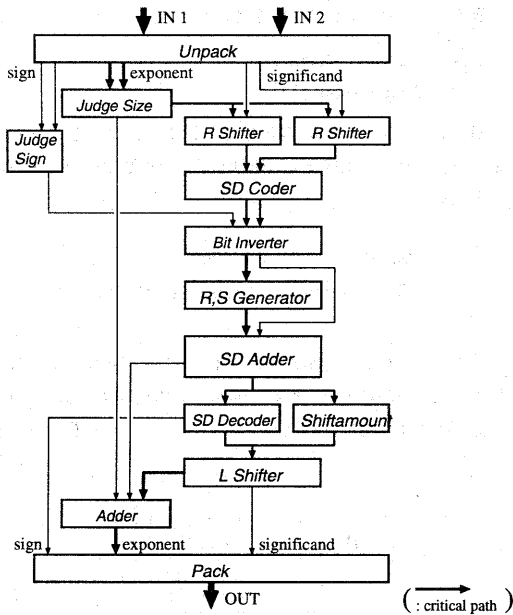 IN 1 IN 2
Unpack
sign exponent significand
Judge Size
R Shifter R Shifter
Judge
Sign
SD Coder
Bit Inverter
R,S Generator
SD Adder
SD Decoder Shiftamount
L Shifter
Adder
sign exponent significand
Pack
OUT
( : critical path )